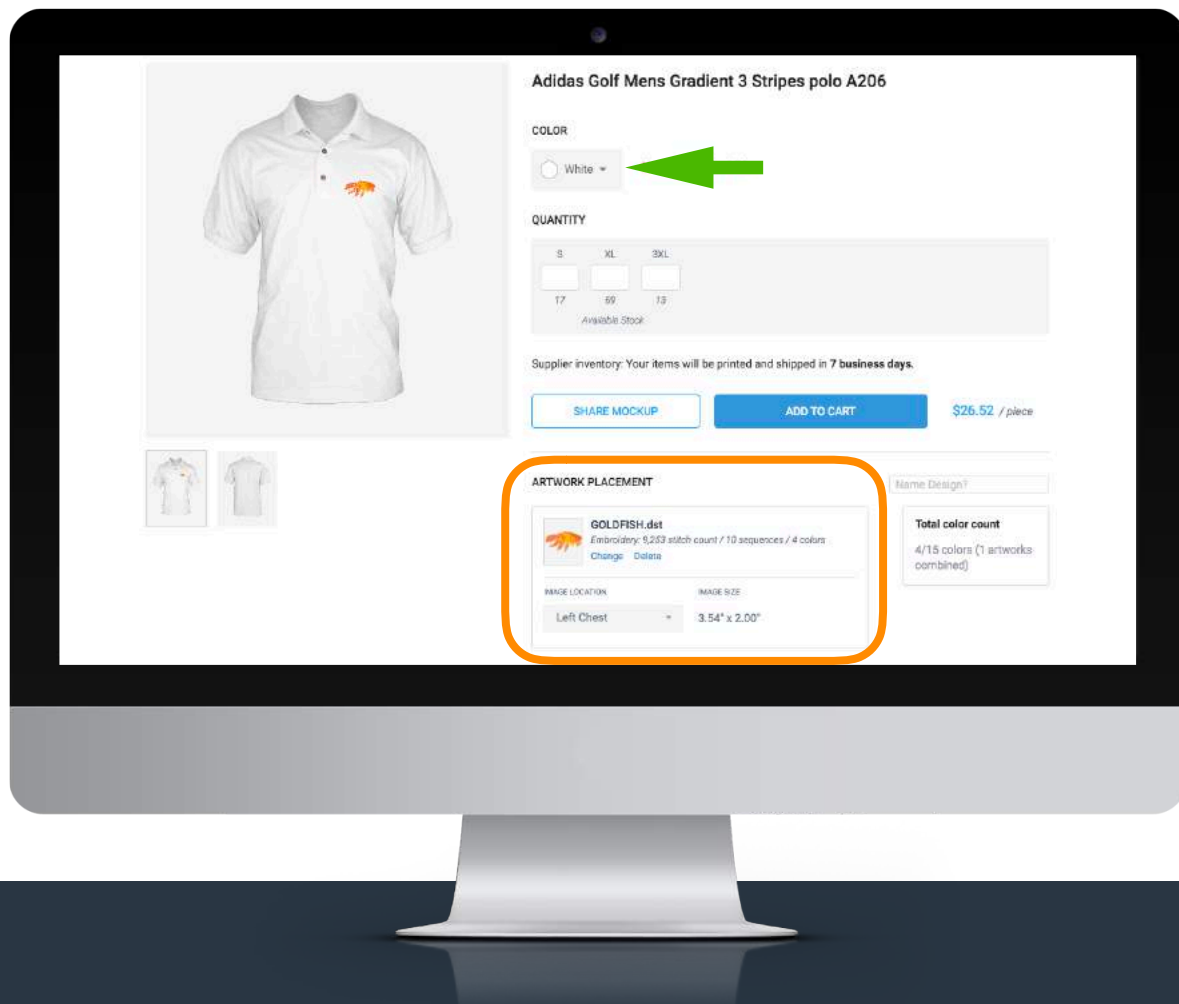 Adidas Golf Mens Gradient 3 Stripes polo A206
COLOR
White
QUANTITY
S XL 3XL
17 69 13
Available Stock
Supplier inventory: Your items will be printed and shipped in 7 business days.
SHARE MOCKUP ADD TO CART $26.52 / piece
ARTWORK PLACEMENT
Name Design?
GOLDFISH.dst
Embroidery: 9,253 stitch count / 10 sequences / 4 colors
Change Delete
IMAGE LOCATION IMAGE SIZE
Left Chest 3.54" x 2.00"
Total color count
4/15 colors (1 artworks
combined)